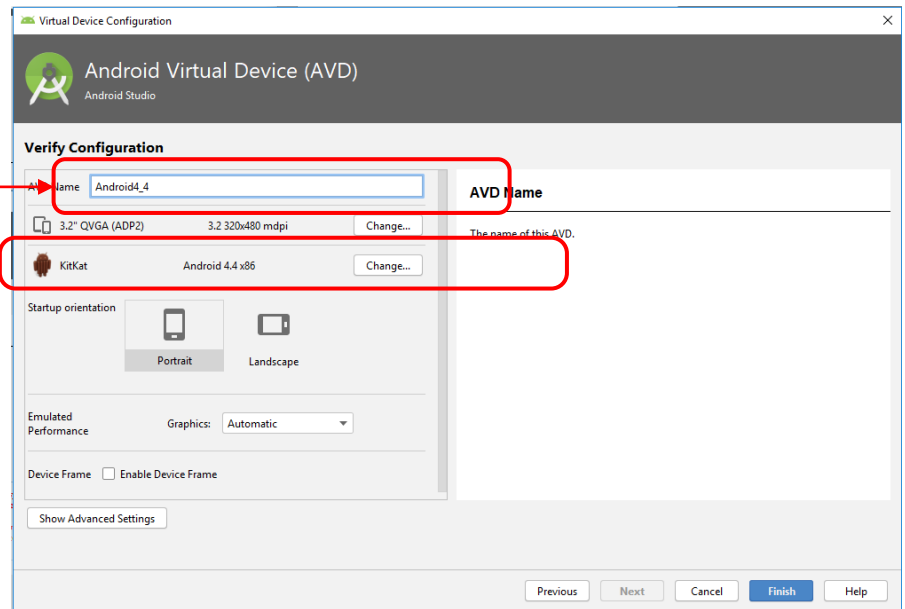 Virtual Device Configuration
Android Virtual Device (AVD)
Android Studio
Verify Configuration
AVD Name Android4_4
3.2" QVGA (ADP2) 3.2 320x480 mdpi Change...
KitKat Android 4.4 x86 Change...
Startup orientation
Portrait Landscape
Emulated
Performance
Graphics: Automatic
Device Frame Enable Device Frame
Show Advanced Settings
AVD Name
The name of this AVD.
Previous Next Cancel Finish Help